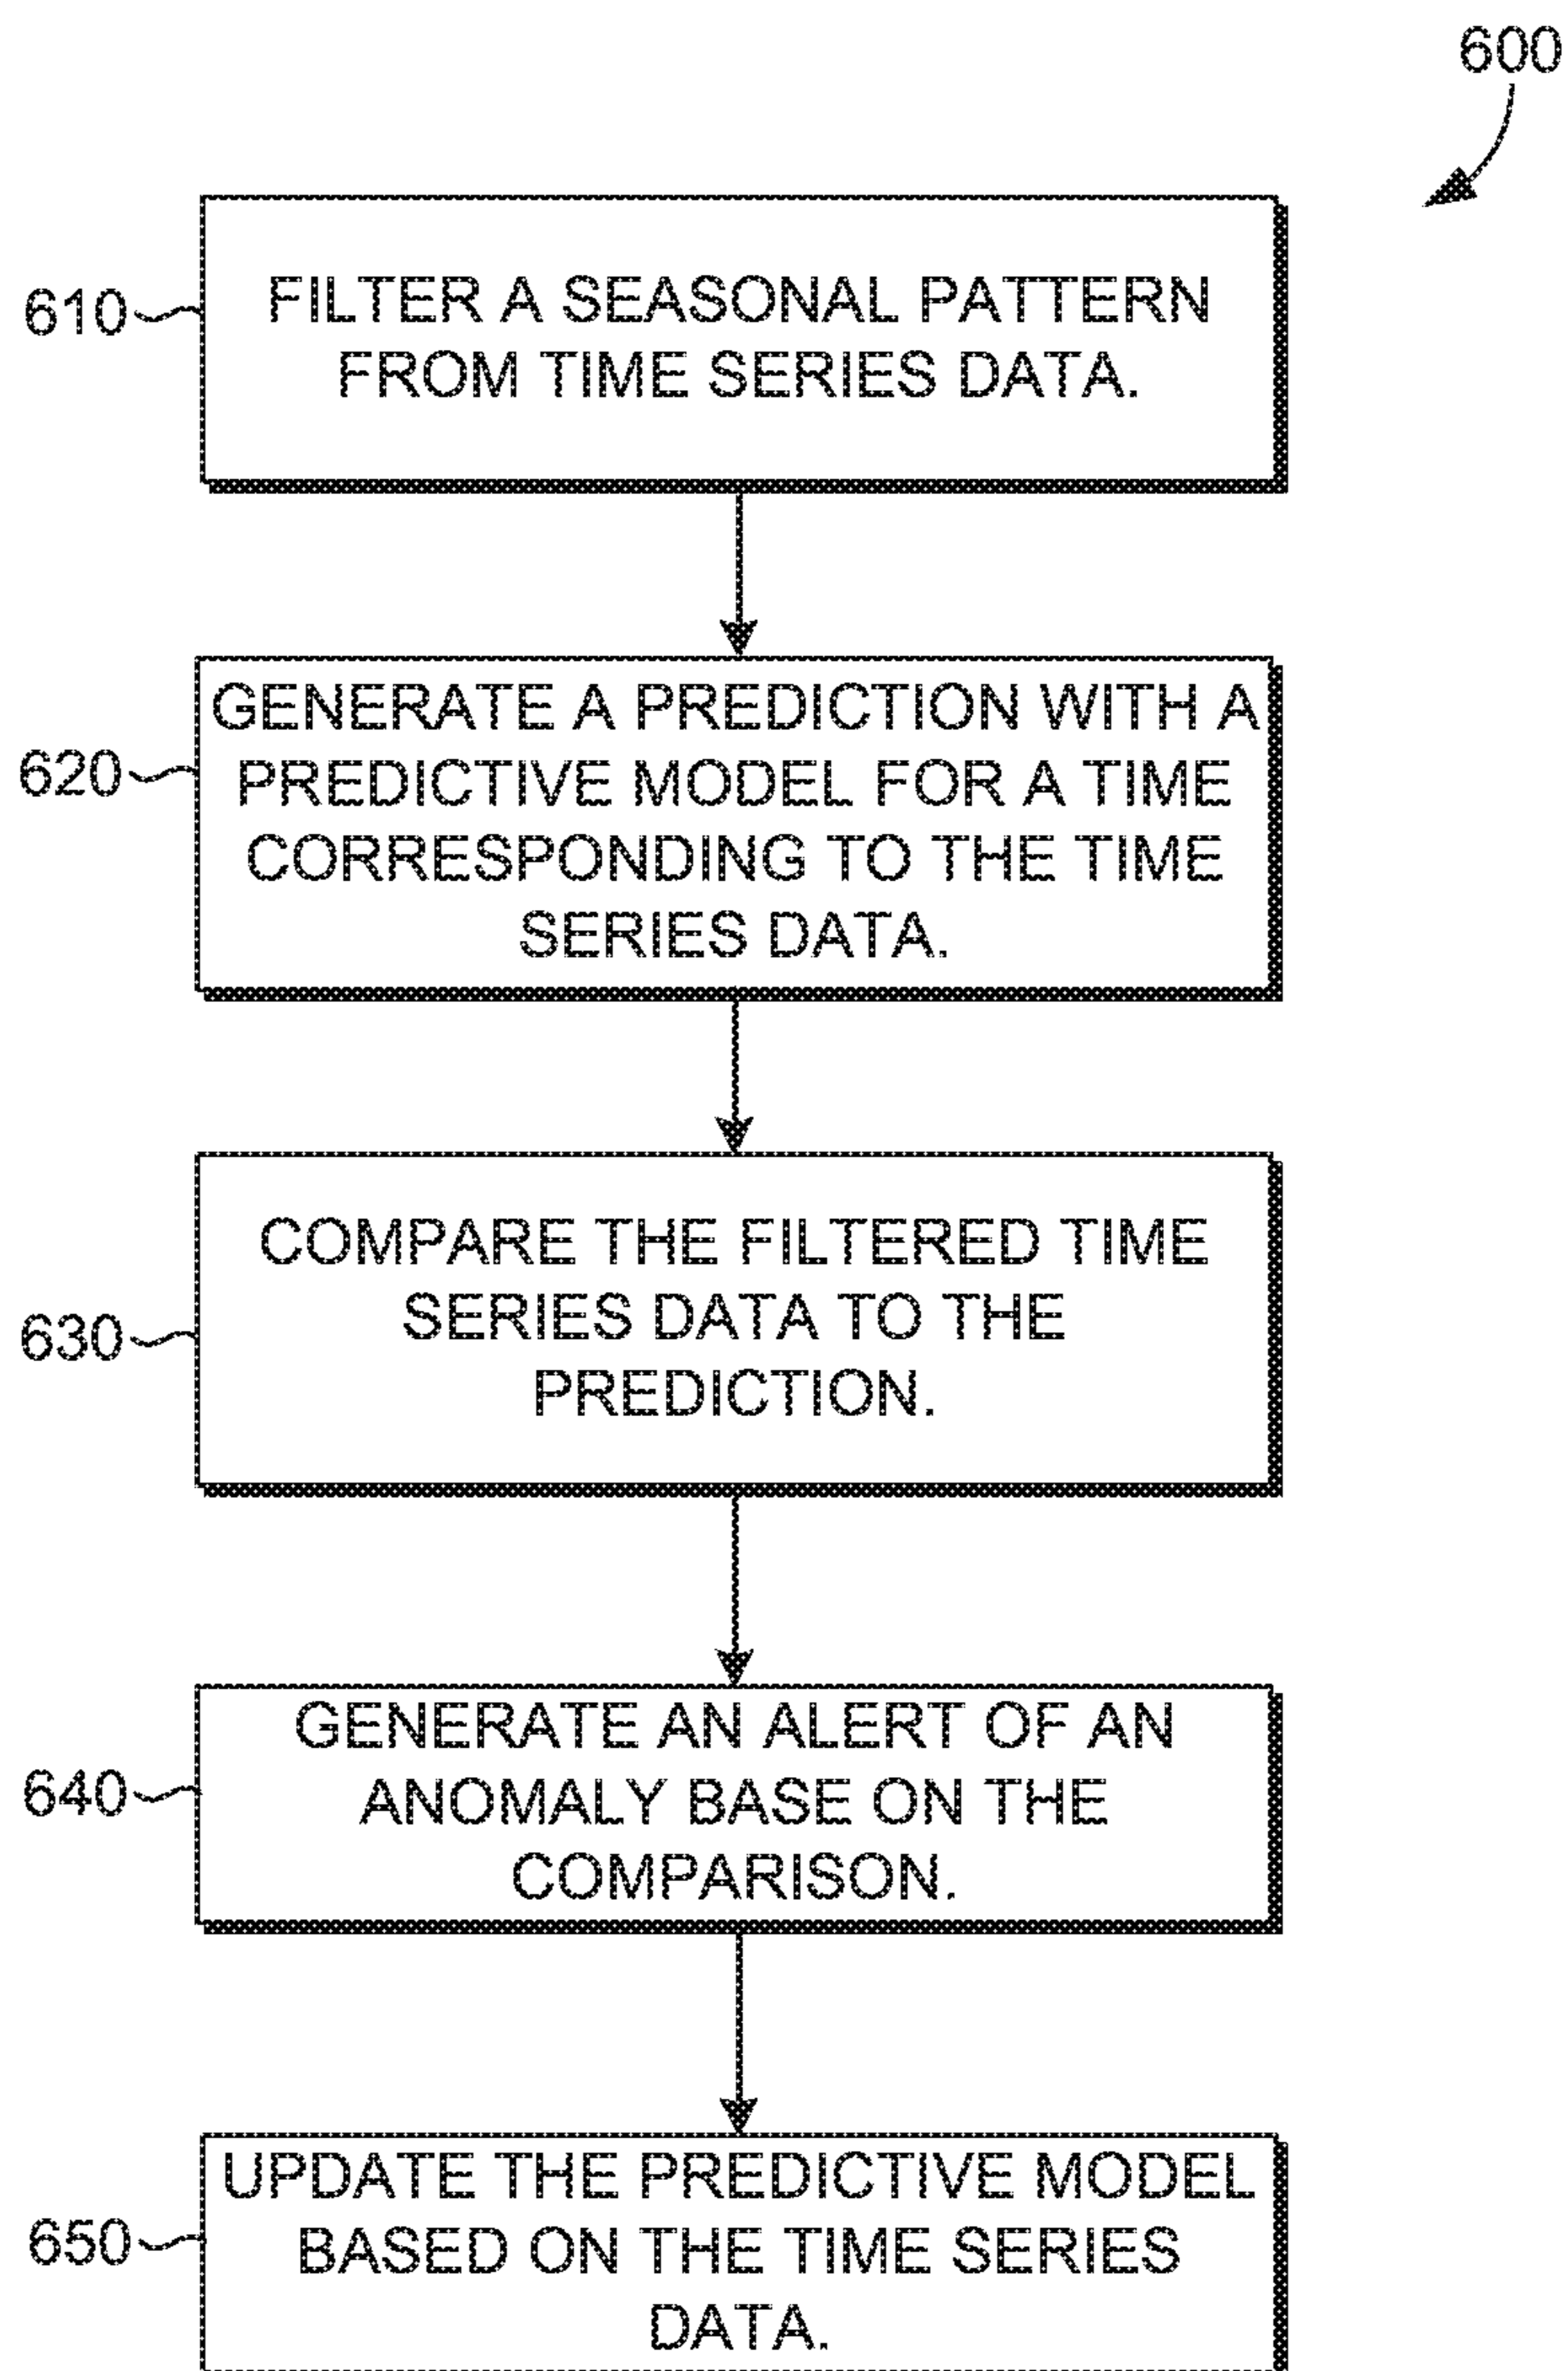 600
610
FILTER A SEASONAL PATTERN
FROM TIME SERIES DATA.
620
GENERATE A PREDICTION WITH A
PREDICTIVE MODEL FOR A TIME
CORRESPONDING TO THE TIME
SERIES DATA.
630
COMPARE THE FILTERED TIME
SERIES DATA TO THE
PREDICTION.
640
GENERATE AN ALERT OF AN
ANOMALY BASE ON THE
COMPARISON.
650
UPDATE THE PREDICTIVE MODEL
BASED ON THE TIME SERIES
DATA.